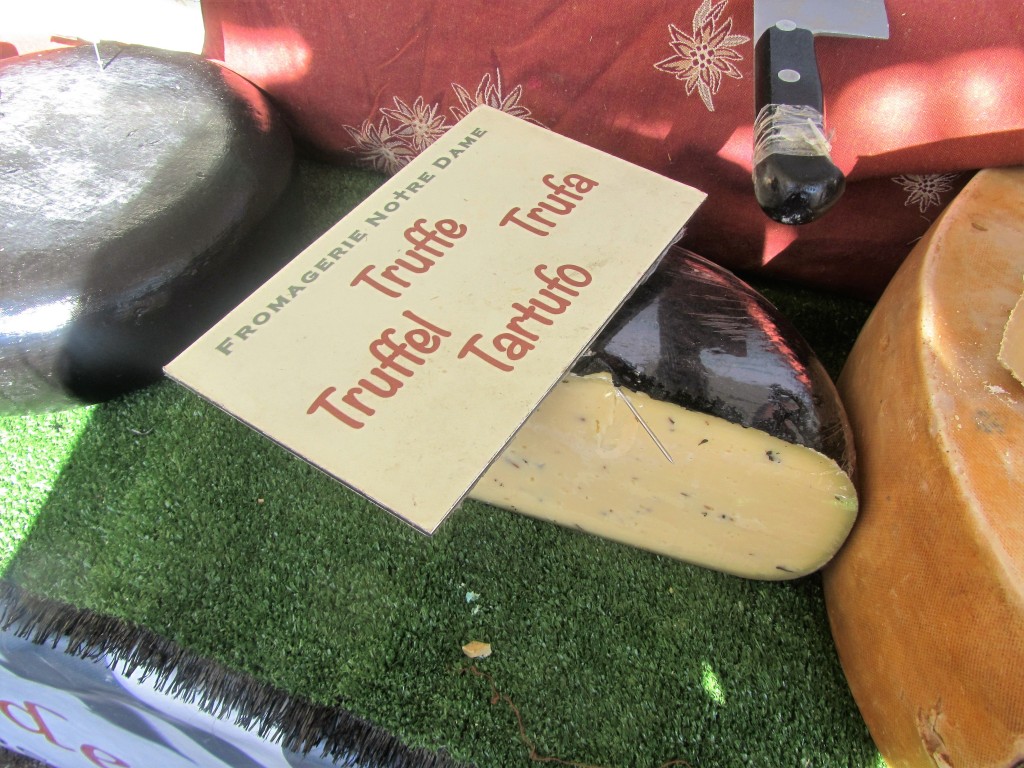 FROMAGERIE NOTRE DAME
Truffe Trufa
Truffel Tartufo